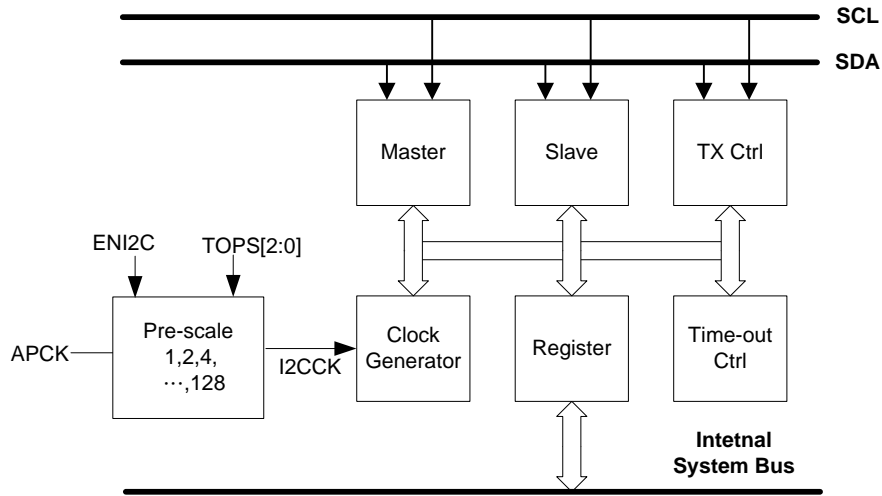 SCL
SDA
Master
Slave
TX Ctrl
ENI2C
TOPS[2:0]
APCK
Pre-scale
1,2,4,
⋯,128
I2CCK
Clock
Generator
Register
Time-out
Ctrl
Intetnal
System Bus